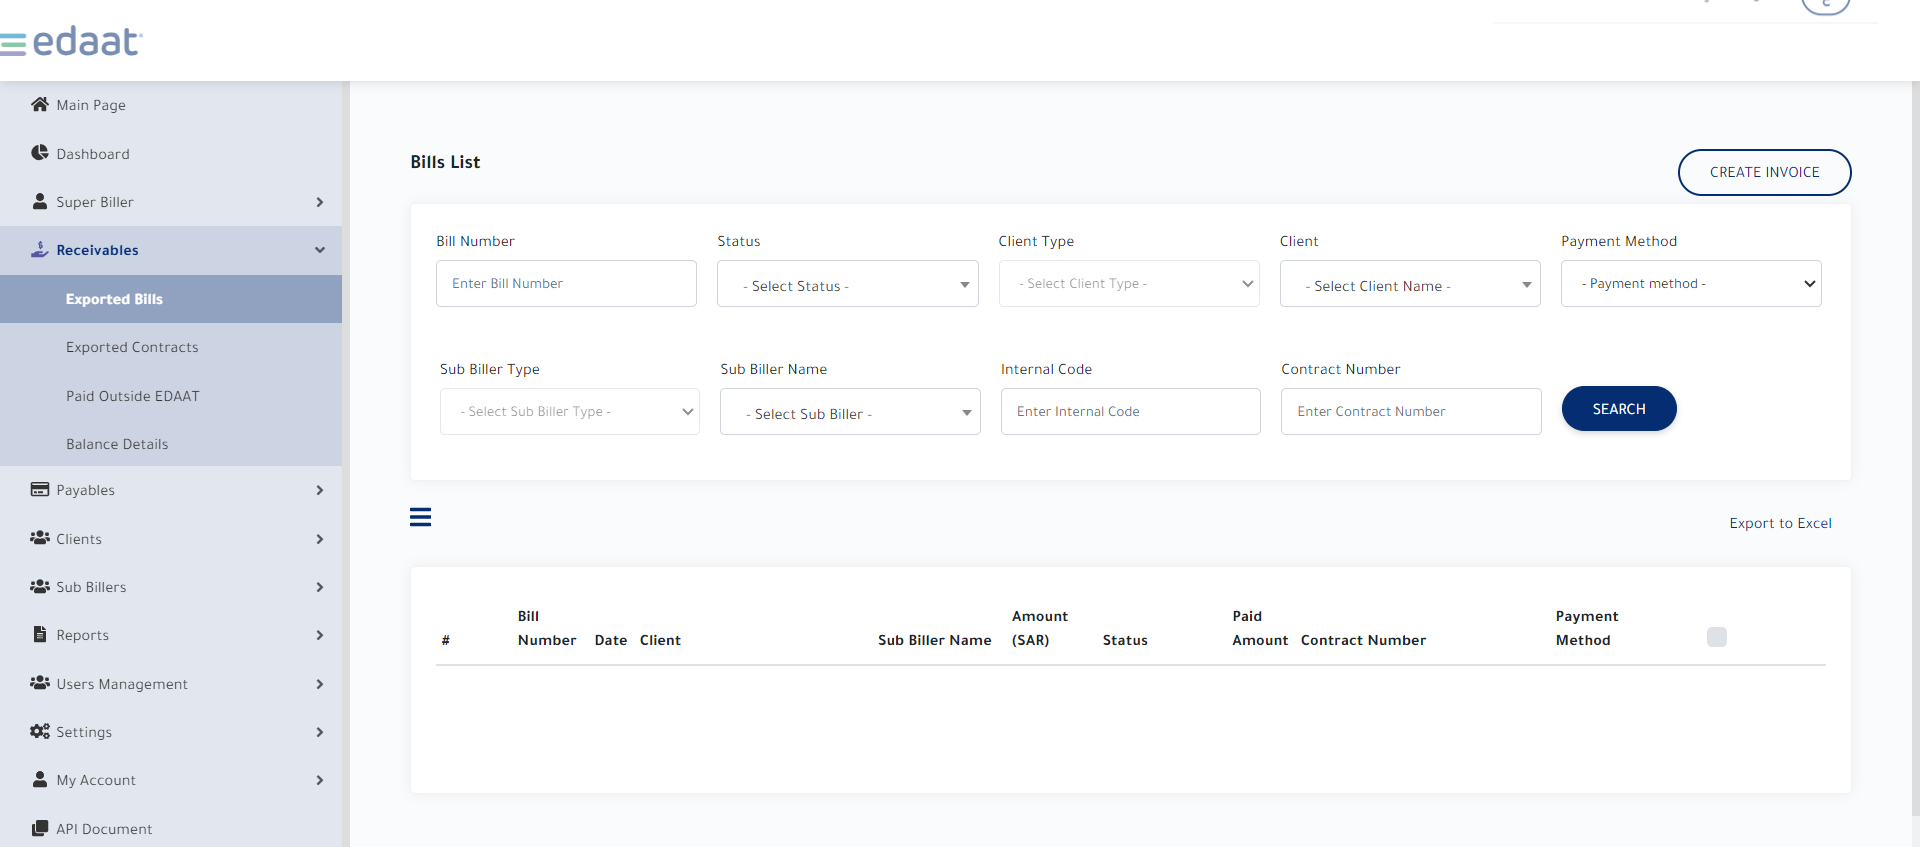 edaat
Main Page
Dashboard
Super Biller
Receivables
Exported Bills
Exported Contracts
Paid Outside EDAAT
Balance Details
Payables
Clients
Sub Billers
Reports
Users Management
Settings
My Account
API Document
Bills List
CREATE INVOICE
Bill Number Status Client Type Client Payment Method
Enter Bill Number - Select Status - - Select Client Type - - Select Client Name - - Payment method -
Sub Biller Type Sub Biller Name Internal Code Contract Number
- Select Sub Biller Type - - Select Sub Biller - Enter Internal Code Enter Contract Number SEARCH
Export to Excel
Bill Amount Paid Payment
# Number Date Client Sub Biller Name (SAR) Status Amount Contract Number Method